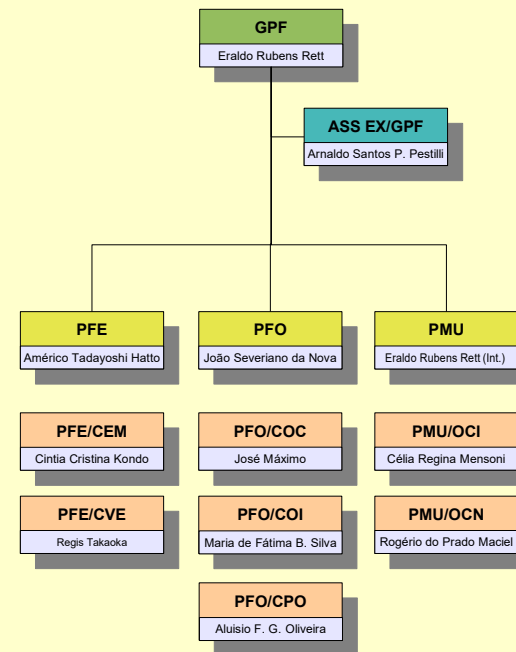 GPF
Eraldo Rubens Rett
ASS EX/GPF
Arnaldo Santos P. Pestilli
PFE
Américo Tadayoshi Hatto
PFO
João Severiano da Nova
PMU
Eraldo Rubens Rett (Int.)
PFE/CEM
Cintia Cristina Kondo
PFO/COC
José Máximo
PMU/OCI
Célia Regina Mensoni
PFE/CVE
Regis Takaoka
PFO/COI
Maria de Fátima B. Silva
PMU/OCN
Rogério do Prado Maciel
PFO/CPO
Aluisio F. G. Oliveira